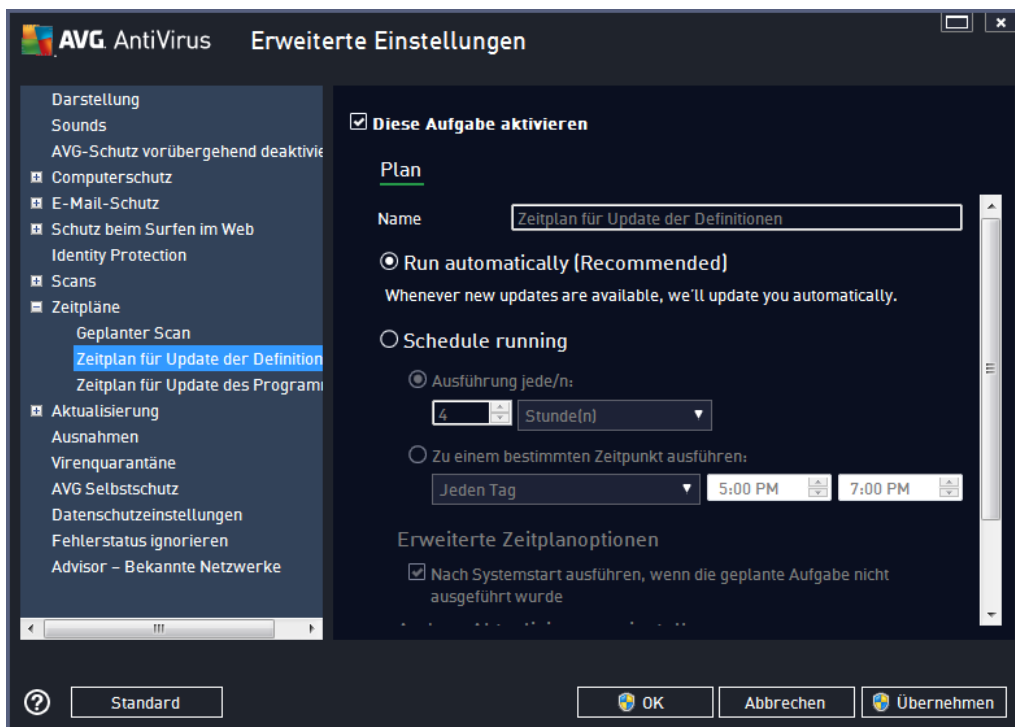 AVG AntiVirus Erweiterte Einstellungen
Darstellung
Sounds
AVG-Schutz vorübergehend deaktivie
Computerschutz
E-Mail-Schutz
Schutz beim Surfen im Web
Identity Protection
Scans
Zeitpläne
Geplanter Scan
Zeitplan für Update der Definition
Zeitplan für Update des Program
Aktualisierung
Ausnahmen
Virenquarantäne
AVG Selbstschutz
Datenschutzeinstellungen
Fehlerstatus ignorieren
Advisor – Bekannte Netzwerke
Diese Aufgabe aktivieren
Plan
Name Zeitplan für Update der Definitionen
Run automatically (Recommended)
Whenever new updates are available, we'll update you automatically.
Schedule running
Ausführung jede/n:
4 Stunde(n)
Zu einem bestimmten Zeitpunkt ausführen:
Jeden Tag 5:00 PM 7:00 PM
Erweiterte Zeitplanoptionen
Nach Systemstart ausführen, wenn die geplante Aufgabe nicht
ausgeführt wurde
? Standard OK Abbrechen Übernehmen